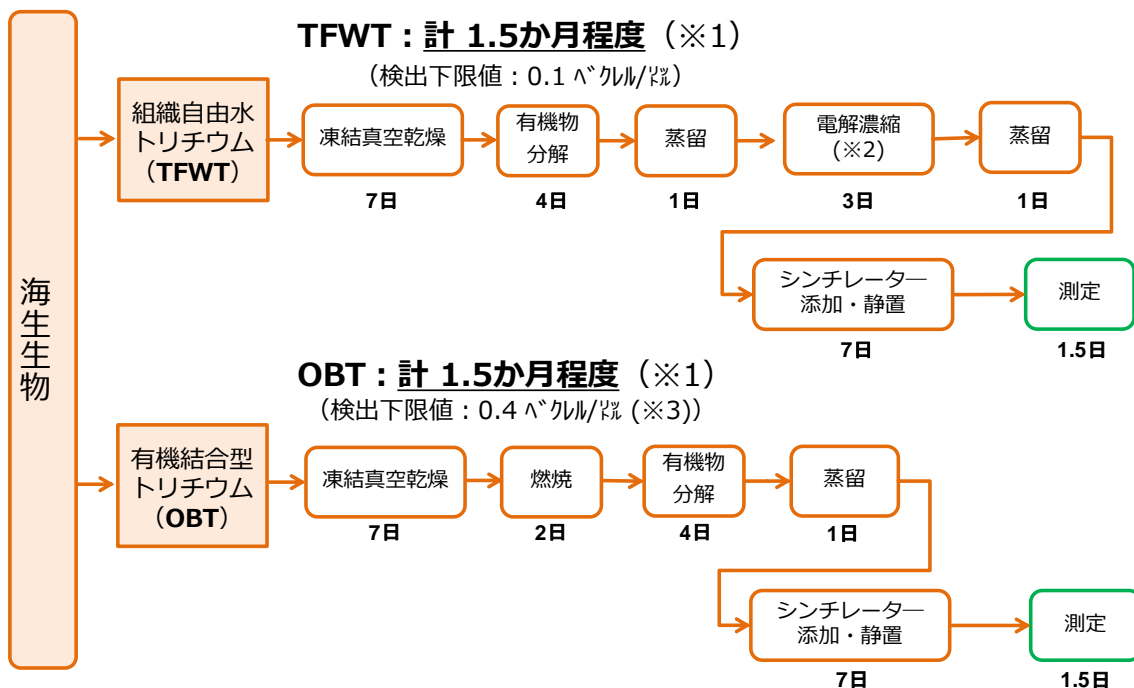 海生生物
TFWT:計 1.5か月程度(※1)
(検出下限値:0.1 ベクレル/㍑)
組織自由水
トリチウム
(TFWT)
凍結真空乾燥
7日
有機物
分解
4日
蒸留
1日
電解濃縮
(※2)
3日
蒸留
1日
シンチレーター
添加・静置
7日
測定
1.5日
OBT:計 1.5か月程度(※1)
(検出下限値:0.4 ベクレル/㍑ (※3))
有機結合型
トリチウム
(OBT)
凍結真空乾燥
7日
燃焼
2日
有機物
分解
4日
蒸留
1日
シンチレーター
添加・静置
7日
測定
1.5日